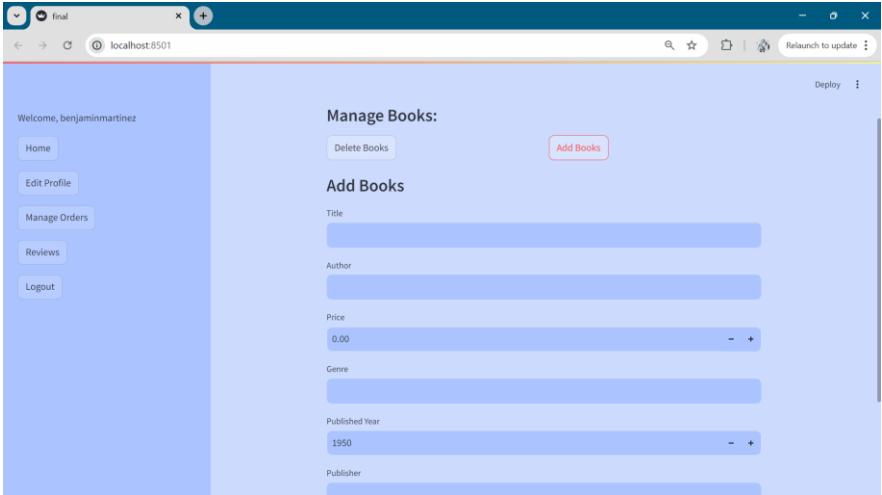 final
localhost:8501
Relaunch to update
Deploy
Welcome, benjaminmartinez
Home
Edit Profile
Manage Orders
Reviews
Logout
Manage Books:
Delete Books
Add Books
Add Books
Title
Author
Price
0.00
Genre
Published Year
1950
Publisher